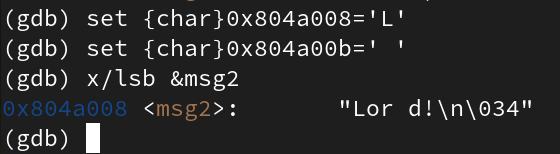 (gdb) set {char}0x804a008='L'
(gdb) set {char}0x804a00b=' '
(gdb) x/lsb &msg2
0x804a008 <msg2>: "Lor d!\n\034"
(gdb)